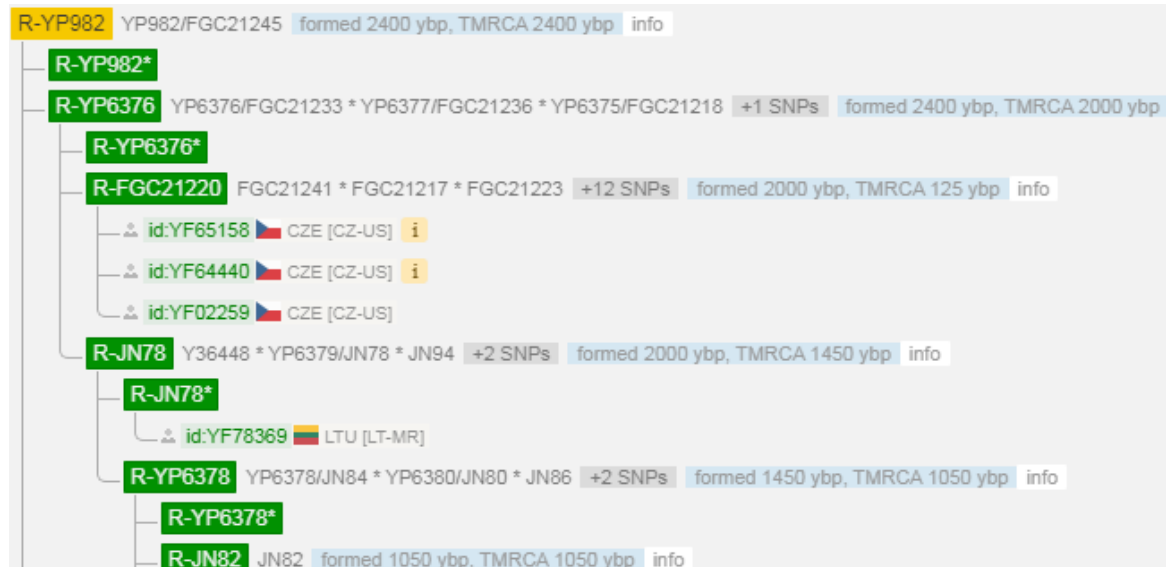 R-YP982 YP982/FGC21245 formed 2400 ybp, TMRCA 2400 ybp info
R-YP982*
R-YP6376 YP6376/FGC21233 * YP6377/FGC21236 * YP6375/FGC21218 +1 SNPs formed 2400 ybp, TMRCA 2000 ybp
R-YP6376*
R-FGC21220 FGC21241 * FGC21217 * FGC21223 +12 SNPs formed 2000 ybp, TMRCA 125 ybp info
id:YF65158 CZE [CZ-US] i
id:YF64440 CZE [CZ-US] i
id:YF02259 CZE [CZ-US]
R-JN78 Y36448 * YP6379/JN78 * JN94 +2 SNPs formed 2000 ybp, TMRCA 1450 ybp info
R-JN78*
id:YF78369 LTU [LT-MR]
R-YP6378 YP6378/JN84 * YP6380/JN80 * JN86 +2 SNPs formed 1450 ybp, TMRCA 1050 ybp info
R-YP6378*
R-JN82 JN82 formed 1050 ybp, TMRCA 1050 ybp info